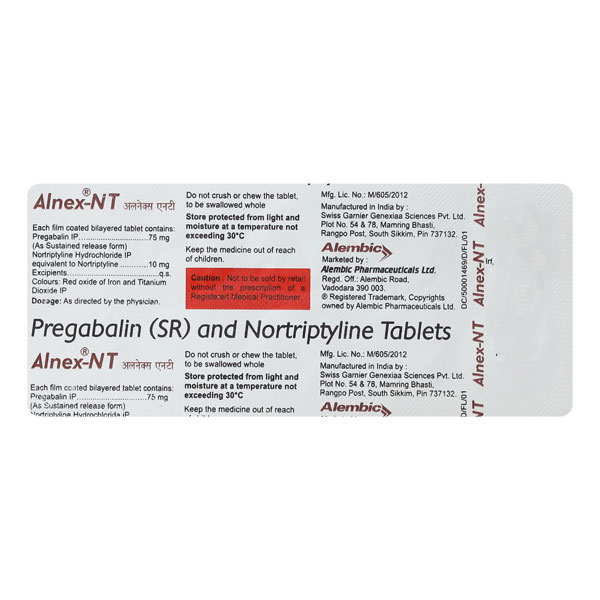 Alnex®-NT अलनेक्स एनटी
Each film coated bilayered tablet contains:
Pregabalin IP....................75 mg
(As Sustained release form)
Nortriptyline Hydrochloride IP
equivalent to Nortriptyline...........10 mg
Excipients..............................q.s.
Colours: Red oxide of Iron and Titanium
Dioxide IP
Dozage: As directed by the physician.
Do not crush or chew the tablet,
to be swallowed whole
Store protected from light and
moisture at a temperature not
exceeding 30°C
Keep the medicine out of reach
of children.
Caution : Not to be sold by retail
without the prescription of a
Registered Medical Practitioner.
Mfg. Lic. No.: M/605/2012
Manufactured in India by :
Swiss Garnier Genexiaa Sciences Pvt. Ltd.
Plot No. 54 & 78, Mamring Bhasti,
Rangpo Post, South Sikkim, Pin 737132.
Alembic
Marketed by :
Alembic Pharmaceuticals Ltd.
Regd. Off.: Alembic Road,
Vadodara 390 003.
® Registered Trademark, Copyrights
owned by Alembic Pharmaceuticals Ltd.
DC/50001469/D/FL/01
Alnex-NT
Alnex-NT
Alnex-NT
Pregabalin (SR) and Nortriptyline Tablets
Alnex®-NT अलनेक्स एनटी
Each film coated bilayered tablet contains:
Pregabalin IP....................75 mg
(As Sustained release form)
Nortriptyline Hydrochloride IP
Do not crush or chew the tablet,
to be swallowed whole
Store protected from light and
moisture at a temperature not
exceeding 30°C
Keep the medicine out of reach
Mfg. Lic. No.: M/605/2012
Manufactured in India by :
Swiss Garnier Genexiaa Sciences Pvt. Ltd.
Plot No. 54 & 78, Mamring Bhasti,
Rangpo Post, South Sikkim, Pin 737132.
Alembic
D/FL/01
NT